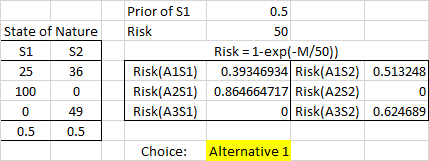 Prior of S1 0.5
State of Nature Risk 50
S1 S2 Risk = 1-exp(-M/50))
25 36 Risk(A1S1) 0.39346934 Risk(A1S2) 0.513248
100 0 Risk(A2S1) 0.864664717 Risk(A2S2) 0
0 49 Risk(A3S1) 0 Risk(A3S2) 0.624689
0.5 0.5
Choice: Alternative 1